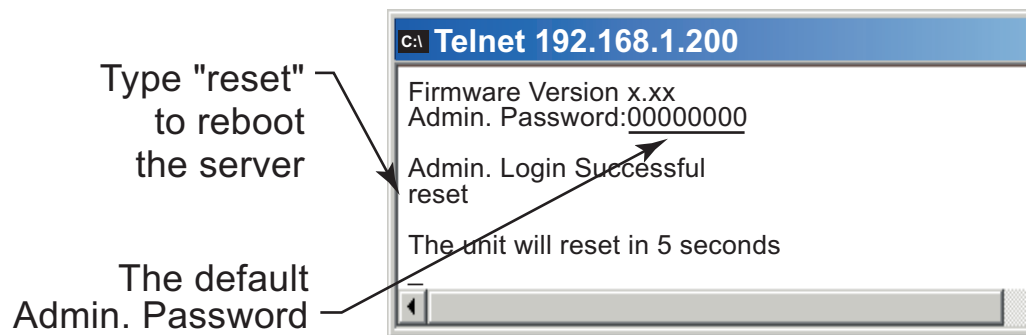 Type "reset"
to reboot
the server
The default
Admin. Password
C:\ Telnet 192.168.1.200
Firmware Version x.xx
Admin. Password:00000000
Admin. Login Successful
reset
The unit will reset in 5 seconds
_